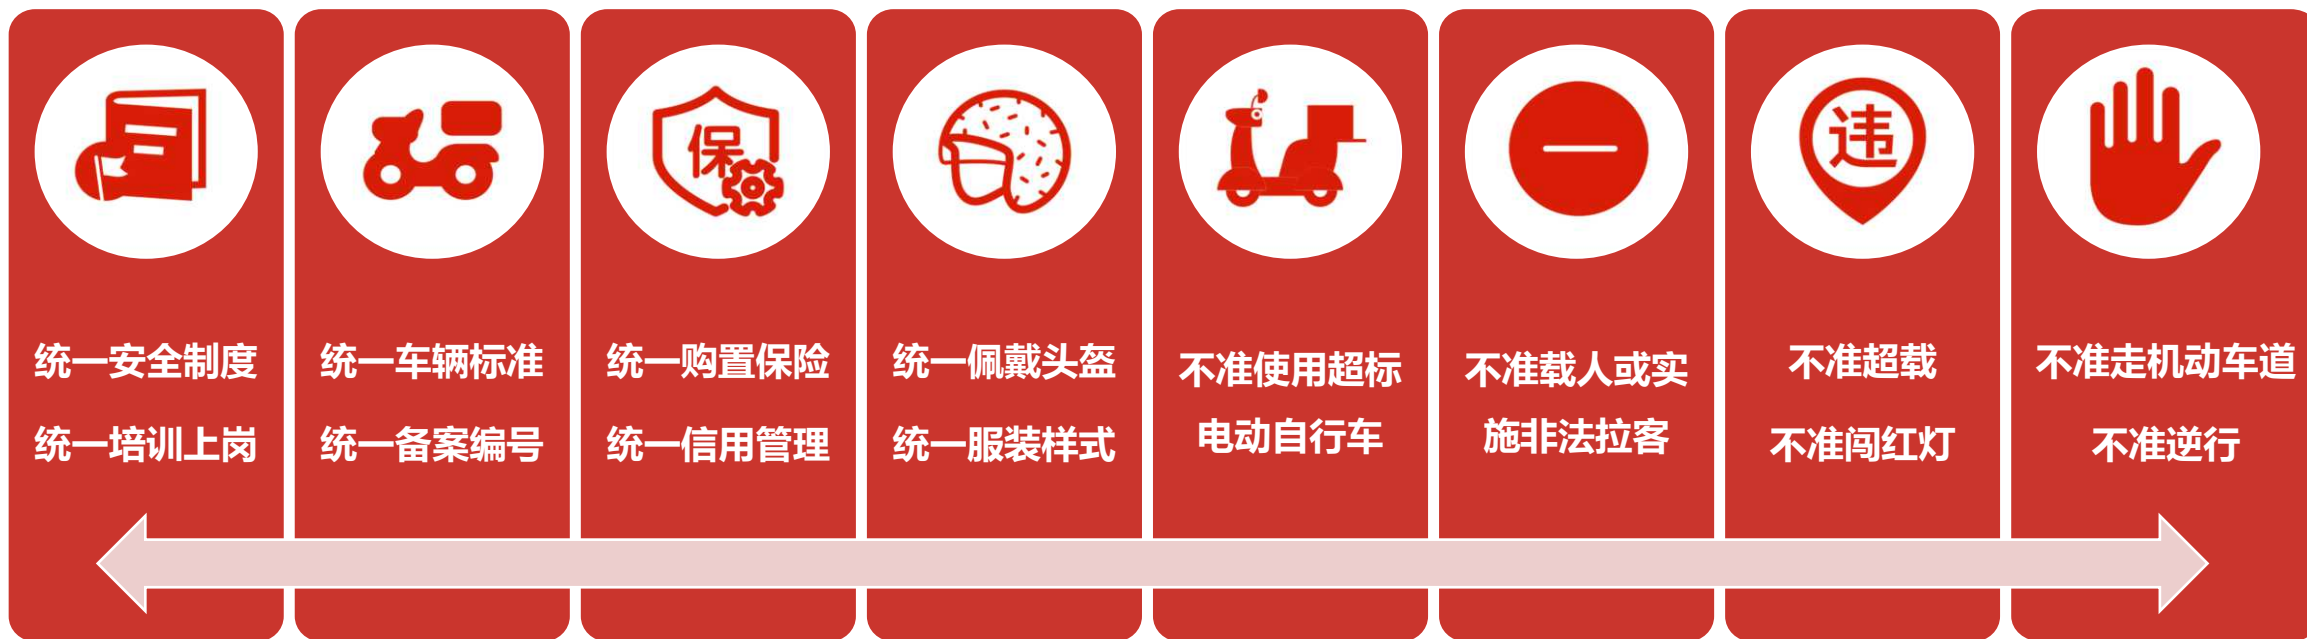 保
违
统一安全制度
统一培训上岗
统一车辆标准
统一备案编号
统一购置保险
统一信用管理
统一佩戴头盔
统一服装样式
不准使用超标
电动自行车
不准载人或实
施非法拉客
不准超载
不准闯红灯
不准走机动车道
不准逆行